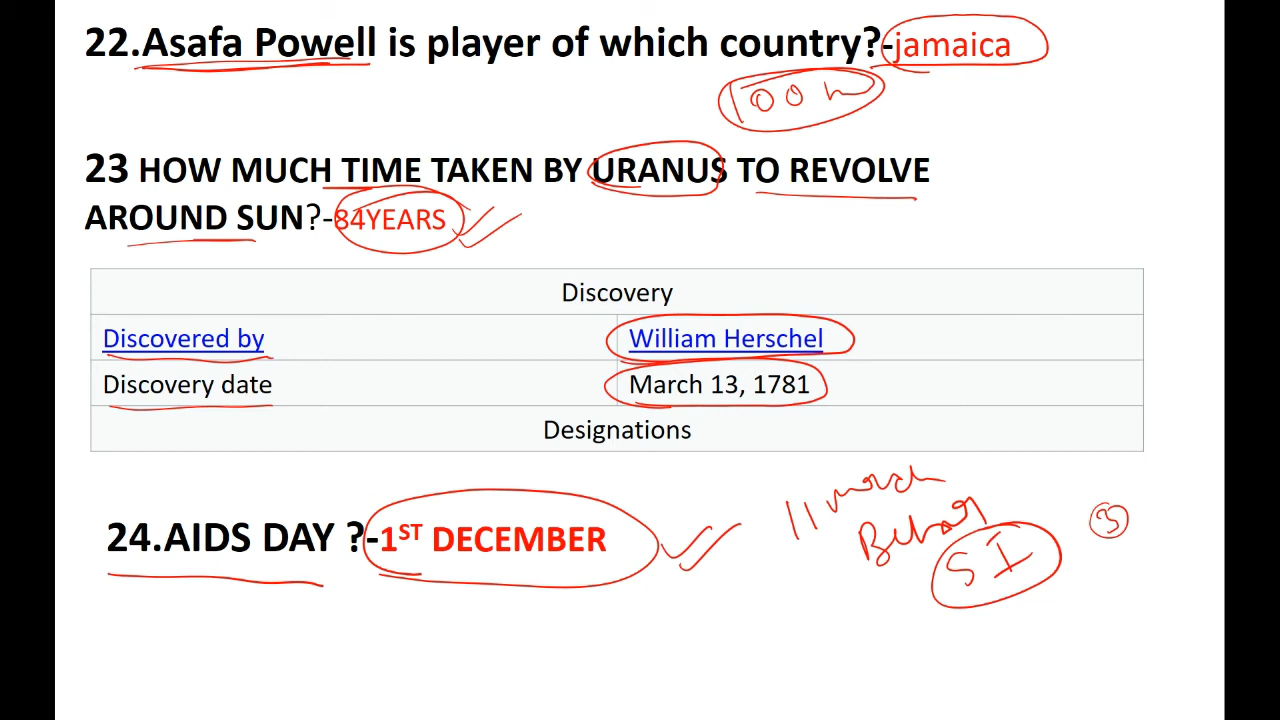 22.Asafa Powell is player of which country?-jamaica
100 m
23 HOW MUCH TIME TAKEN BY URANUS TO REVOLVE
AROUND SUN?-84YEARS
Discovery
Discovered by William Herschel
Discovery date March 13, 1781
Designations
11 march
24.AIDS DAY ?-1ST DECEMBER
Behar
SI